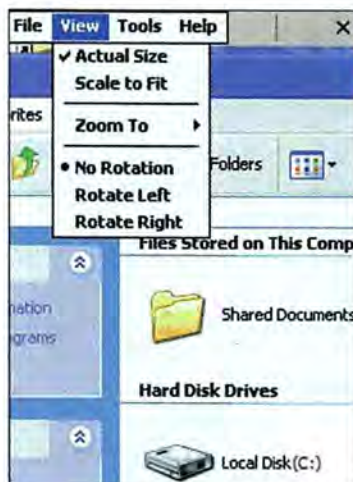 File View Tools Help
✓ Actual Size
Scale to Fit
Zoom To
• No Rotation
Rotate Left
Rotate Right
rites
Folders
Files Stored on This Comp
nation
grams
Shared Documents
Hard Disk Drives
Local Disk (C:)